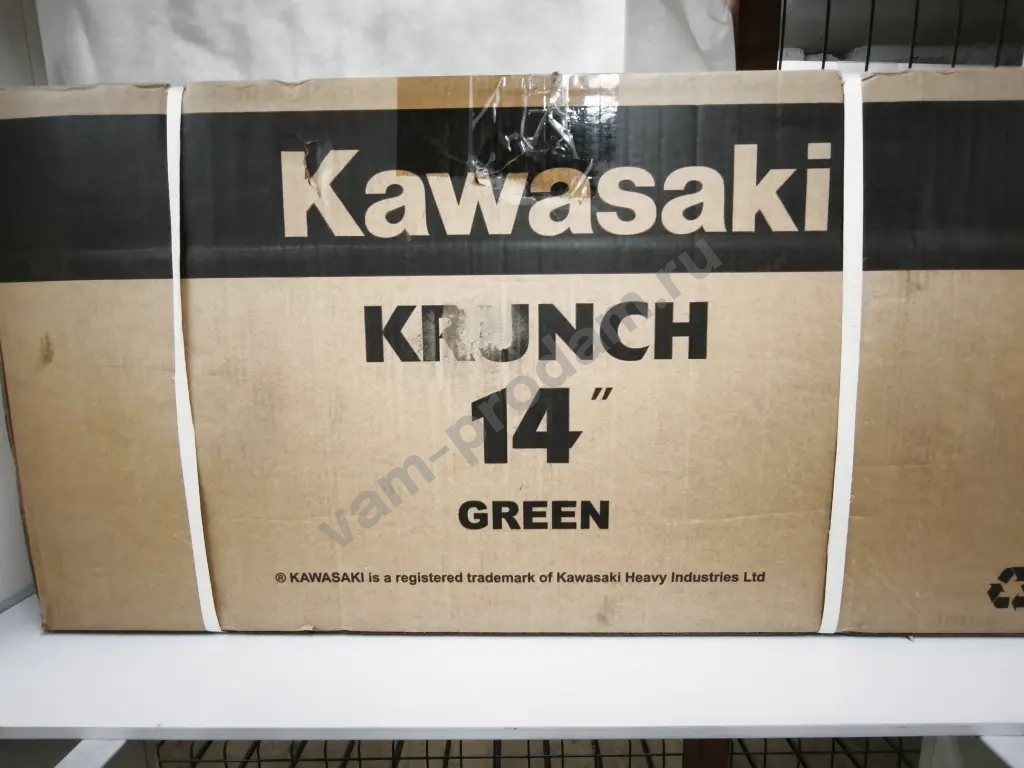 Kawasaki
KRUNCH
14"
GREEN
® KAWASAKI is a registered trademark of Kawasaki Heavy Industries Ltd
vam-prodam.ru